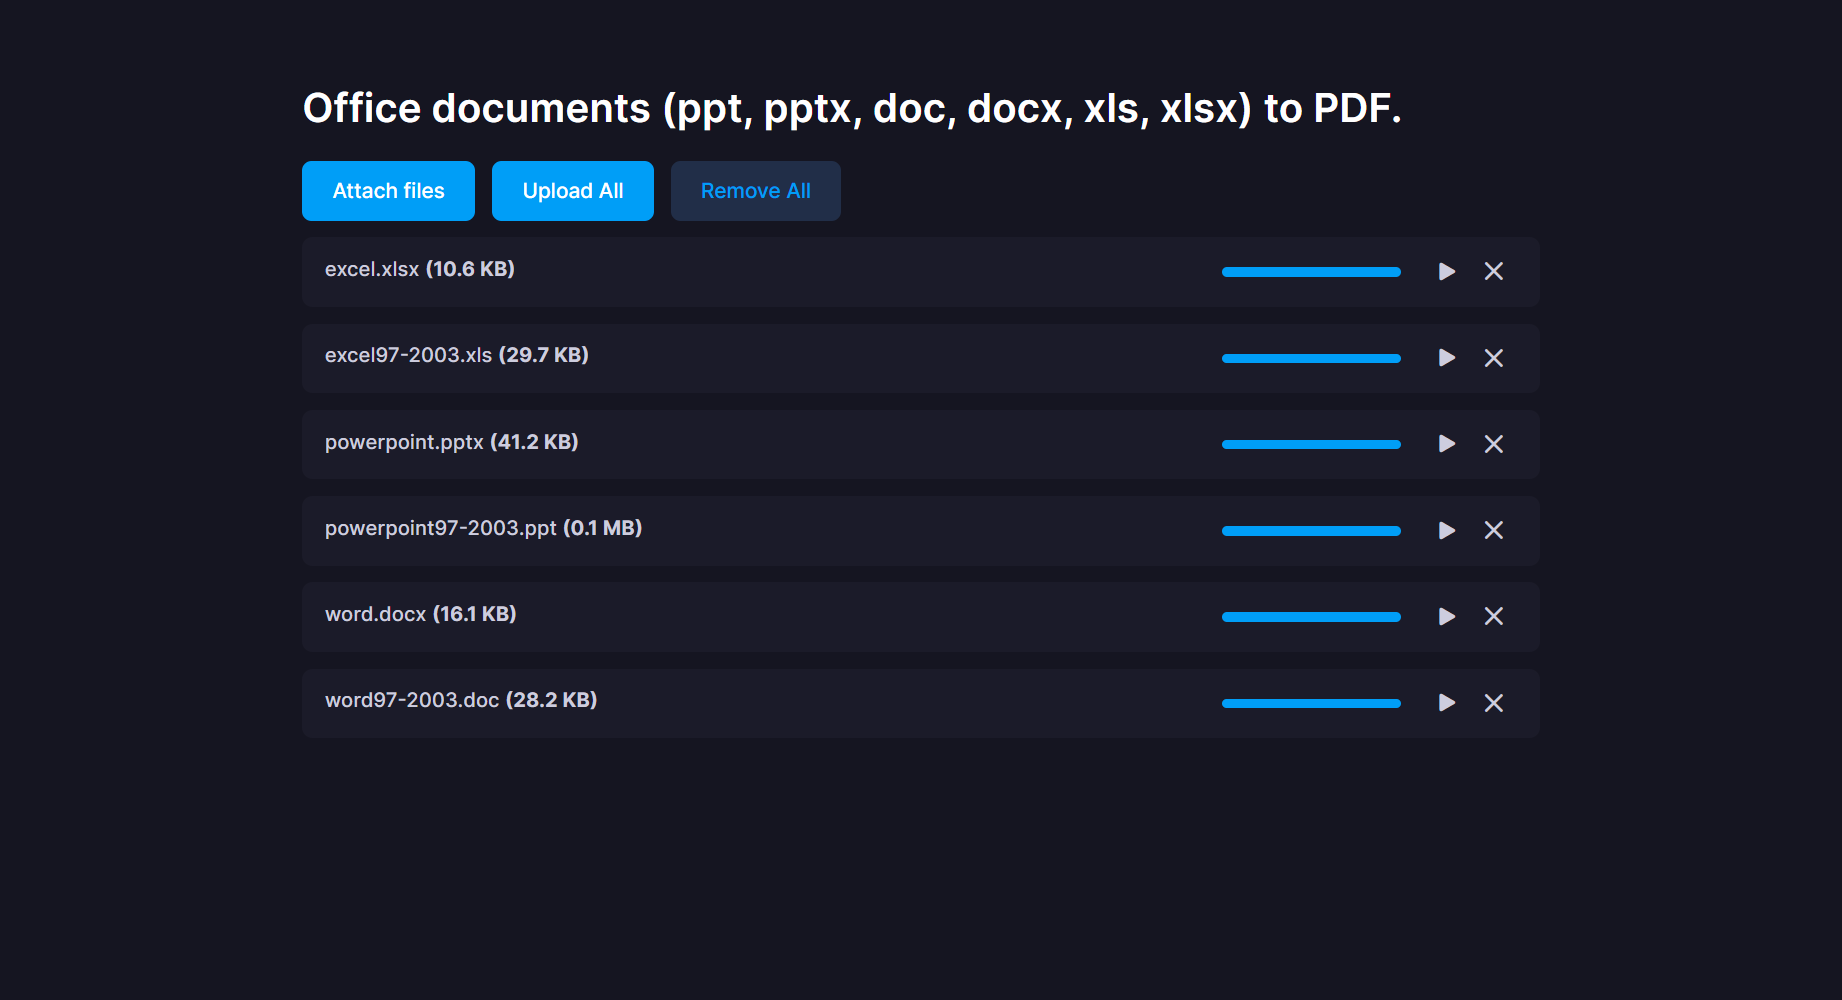 Office documents (ppt, pptx, doc, docx, xls, xlsx) to PDF.
Attach files Upload All Remove All
excel.xlsx (10.6 KB)
excel97-2003.xls (29.7 KB)
powerpoint.pptx (41.2 KB)
powerpoint97-2003.ppt (0.1 MB)
word.docx (16.1 KB)
word97-2003.doc (28.2 KB)